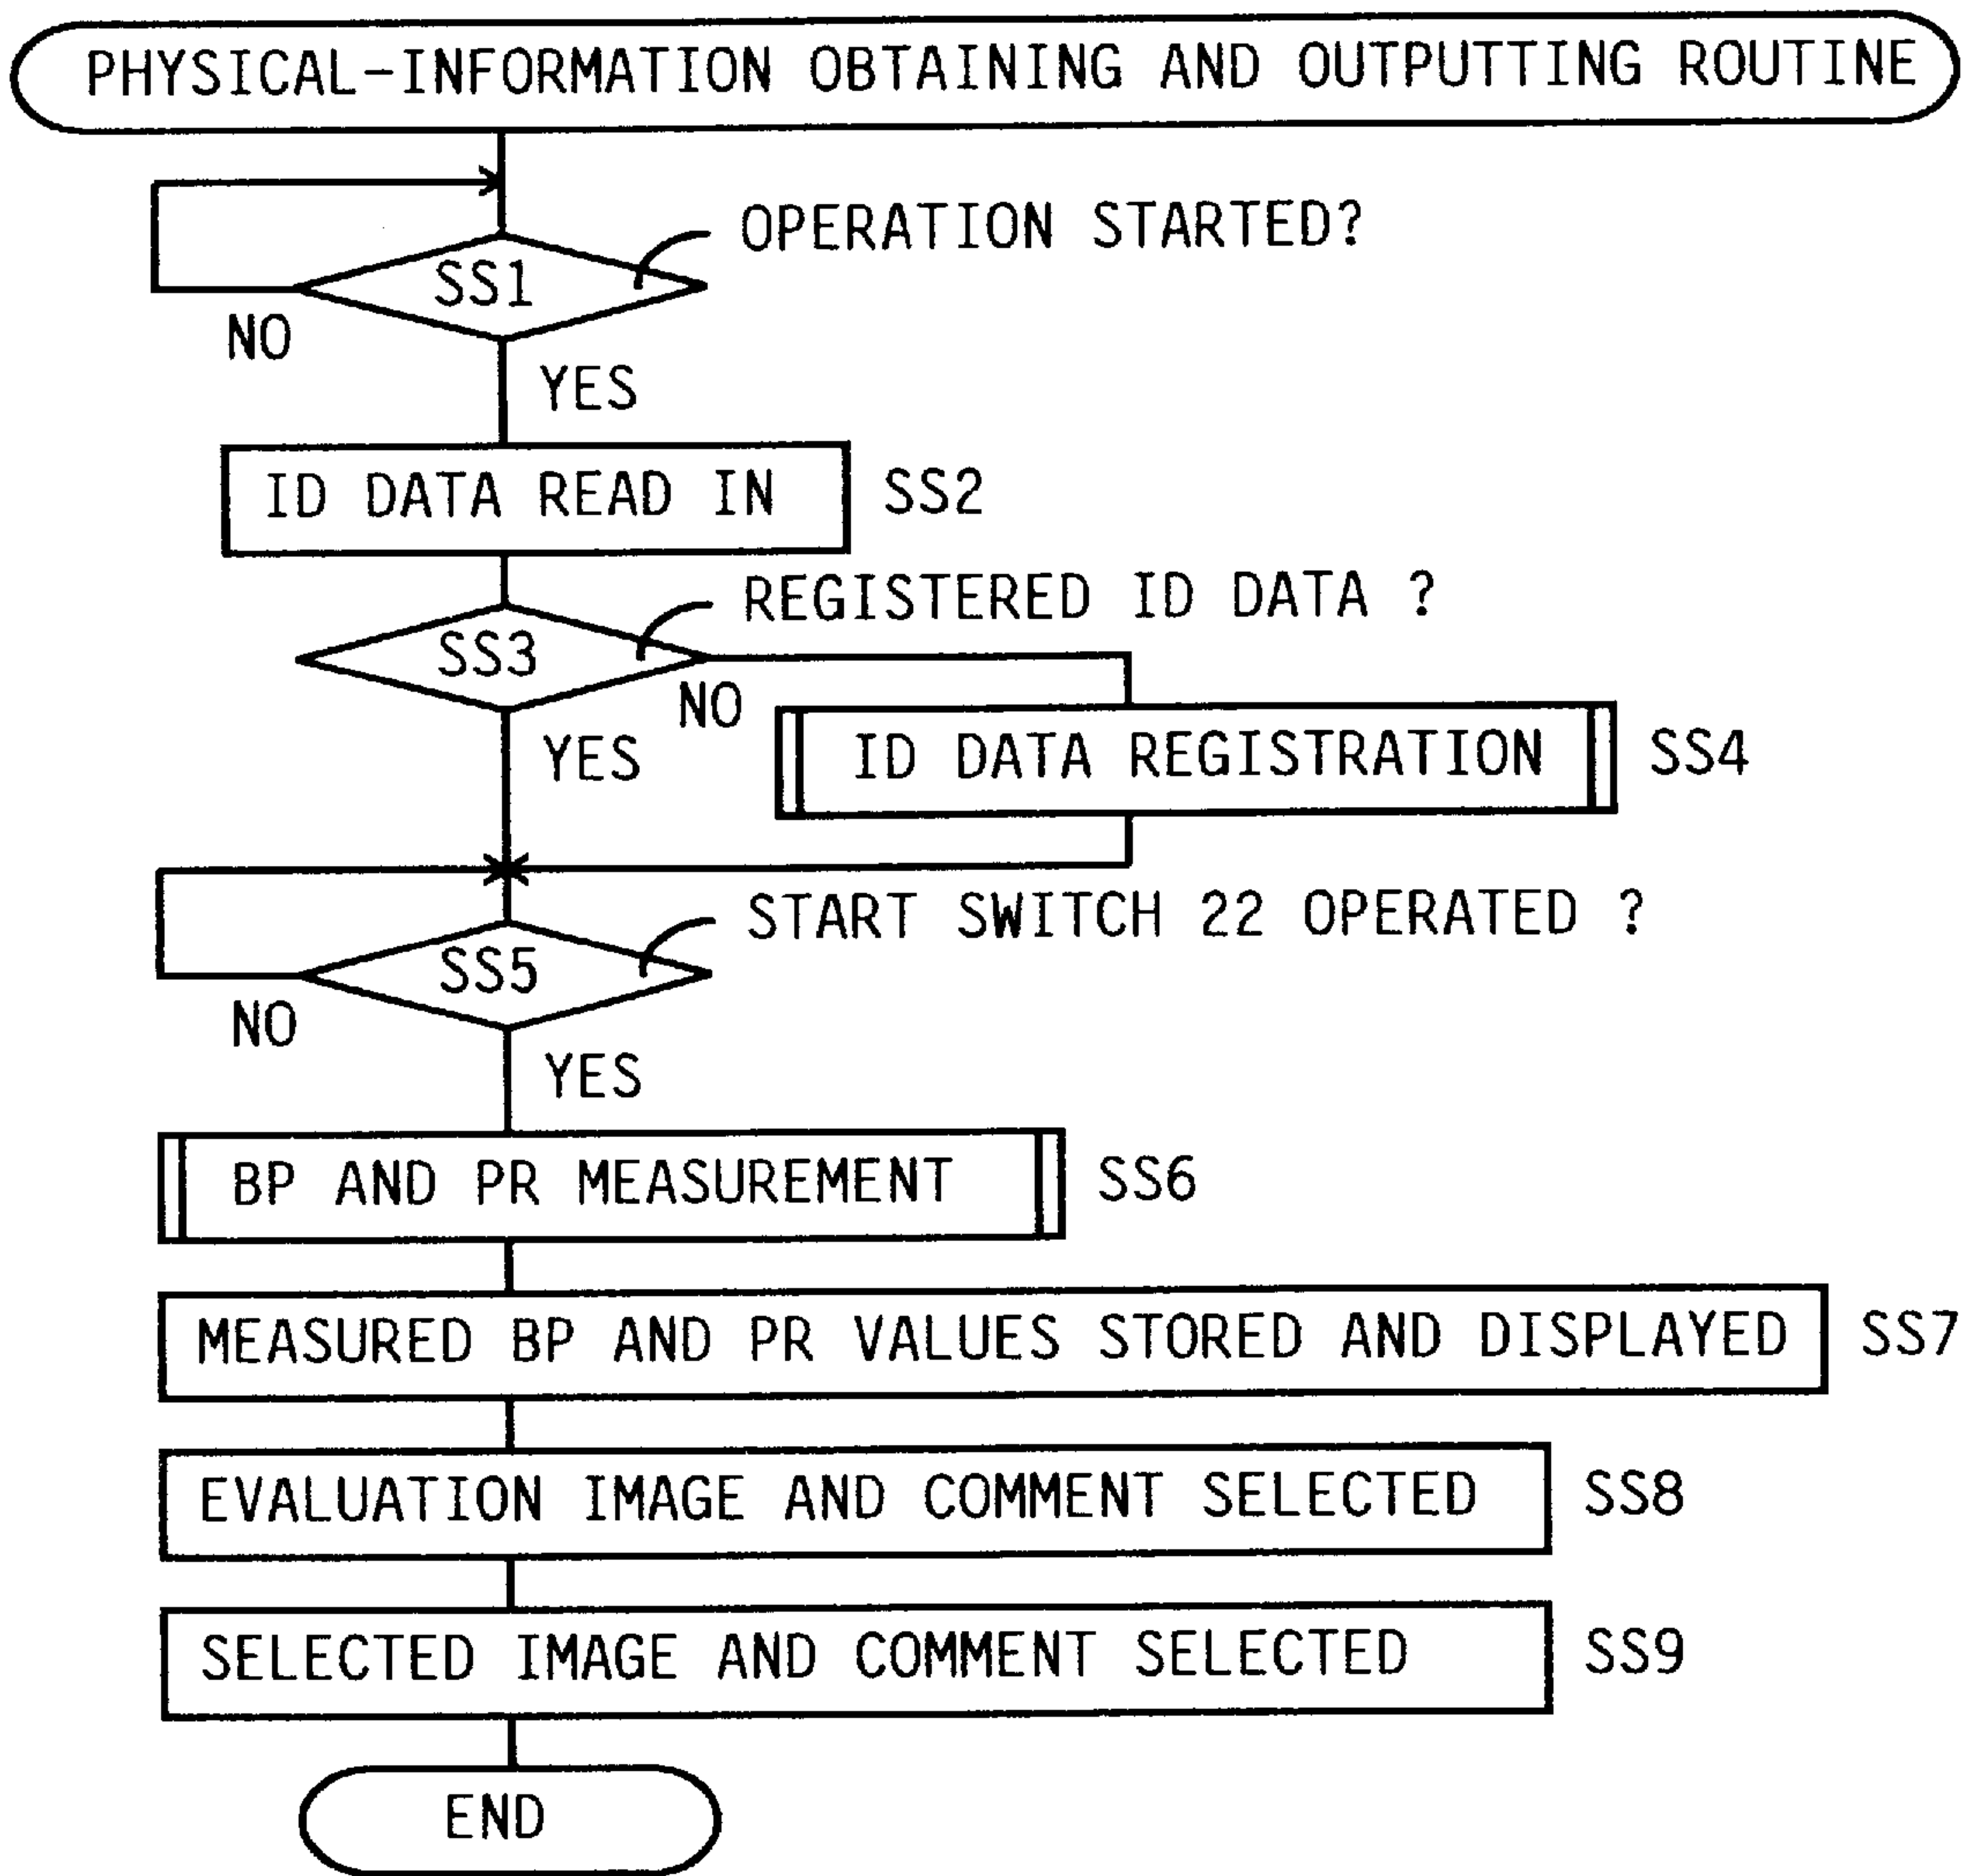 PHYSICAL-INFORMATION OBTAINING AND OUTPUTTING ROUTINE
OPERATION STARTED?
SS1
NO
YES
ID DATA READ IN
SS2
REGISTERED ID DATA ?
SS3
NO
YES
ID DATA REGISTRATION
SS4
START SWITCH 22 OPERATED ?
SS5
NO
YES
BP AND PR MEASUREMENT
SS6
MEASURED BP AND PR VALUES STORED AND DISPLAYED
SS7
EVALUATION IMAGE AND COMMENT SELECTED
SS8
SELECTED IMAGE AND COMMENT SELECTED
SS9
END